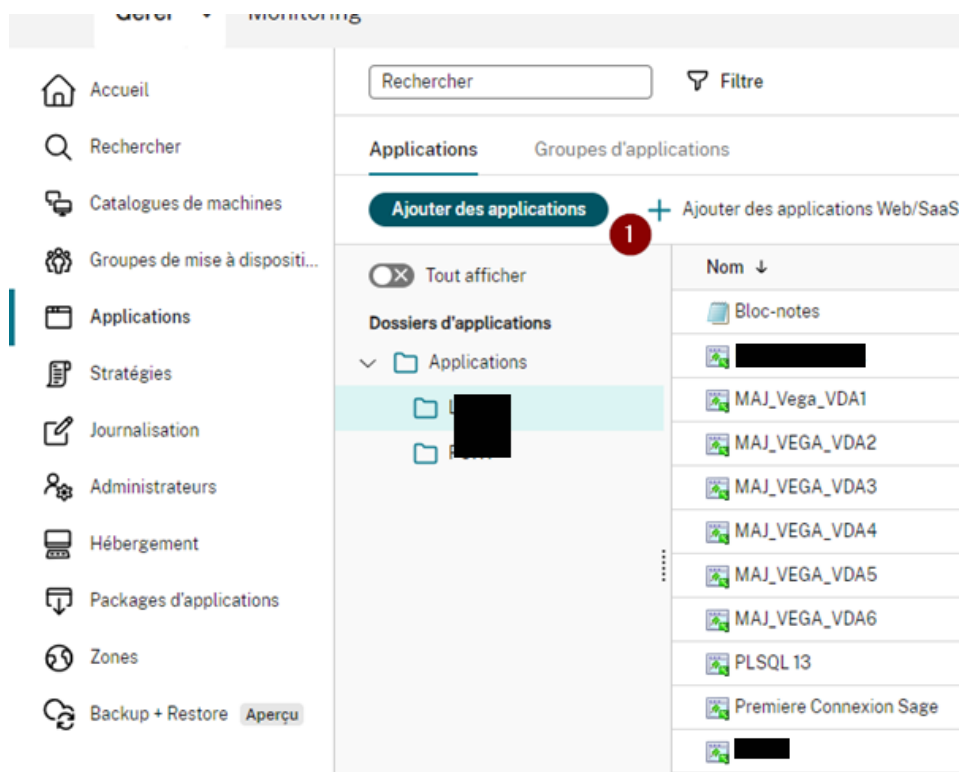 Gérer Monitoring
Accueil
Rechercher
Catalogues de machines
Groupes de mise à dispositi...
Applications
Stratégies
Journalisation
Administrateurs
Hébergement
Packages d'applications
Zones
Backup + Restore Aperçu
Rechercher Filtre
Applications Groupes d'applications
Ajouter des applications 1 Ajouter des applications Web/SaaS
Tout afficher
Dossiers d'applications
Applications
Nom
Bloc-notes
MAJ_Vega_VDA1
MAJ_VEGA_VDA2
MAJ_VEGA_VDA3
MAJ_VEGA_VDA4
MAJ_VEGA_VDA5
MAJ_VEGA_VDA6
PLSQL 13
Premiere Connexion Sage